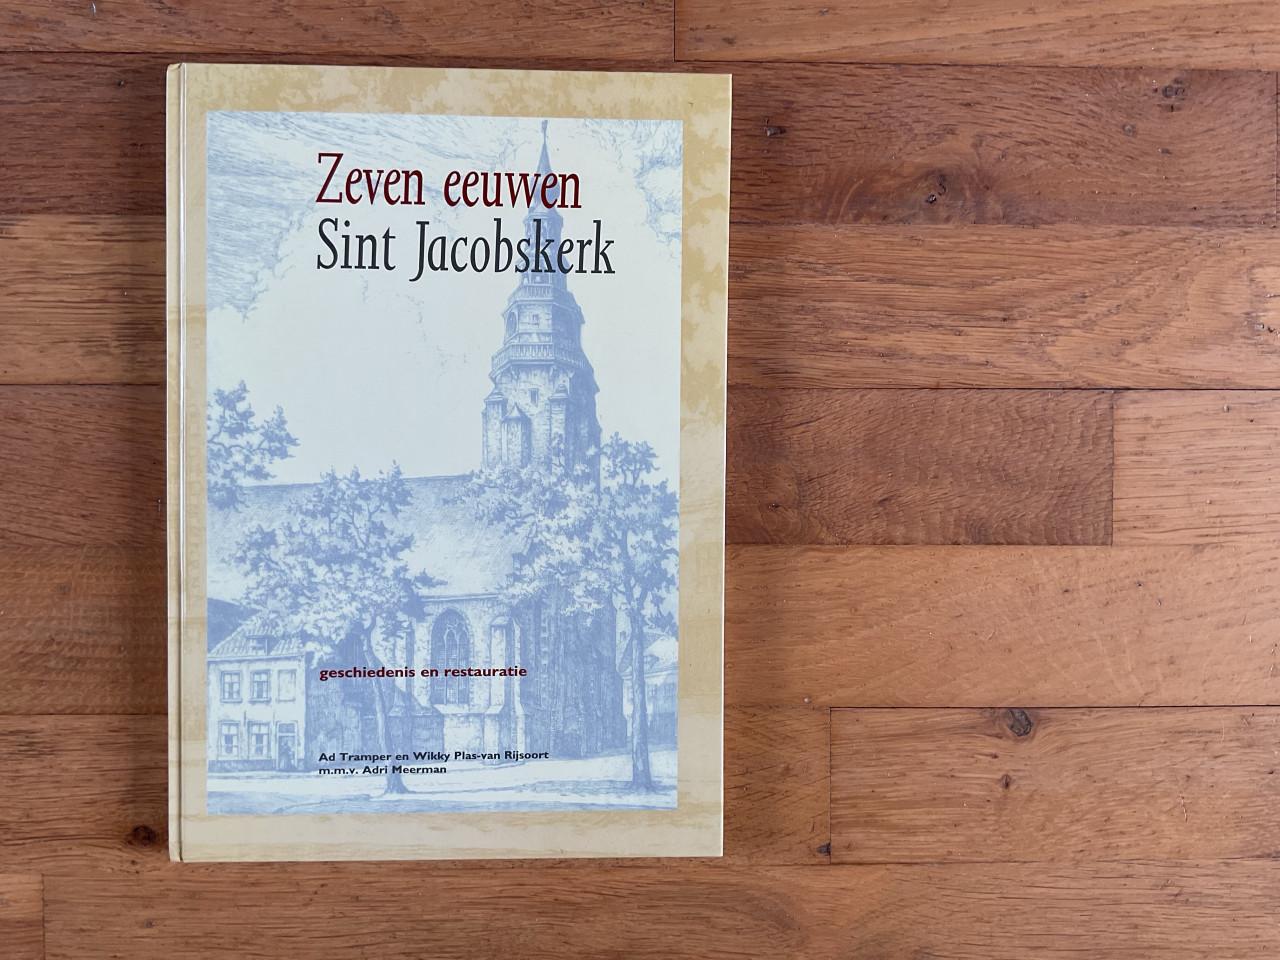 Zeven eeuwen
Sint Jacobskerk
geschiedenis en restauratie
Ad Tramper en Wikky Plas-van Rijsoort
m.m.v. Adri Meerman